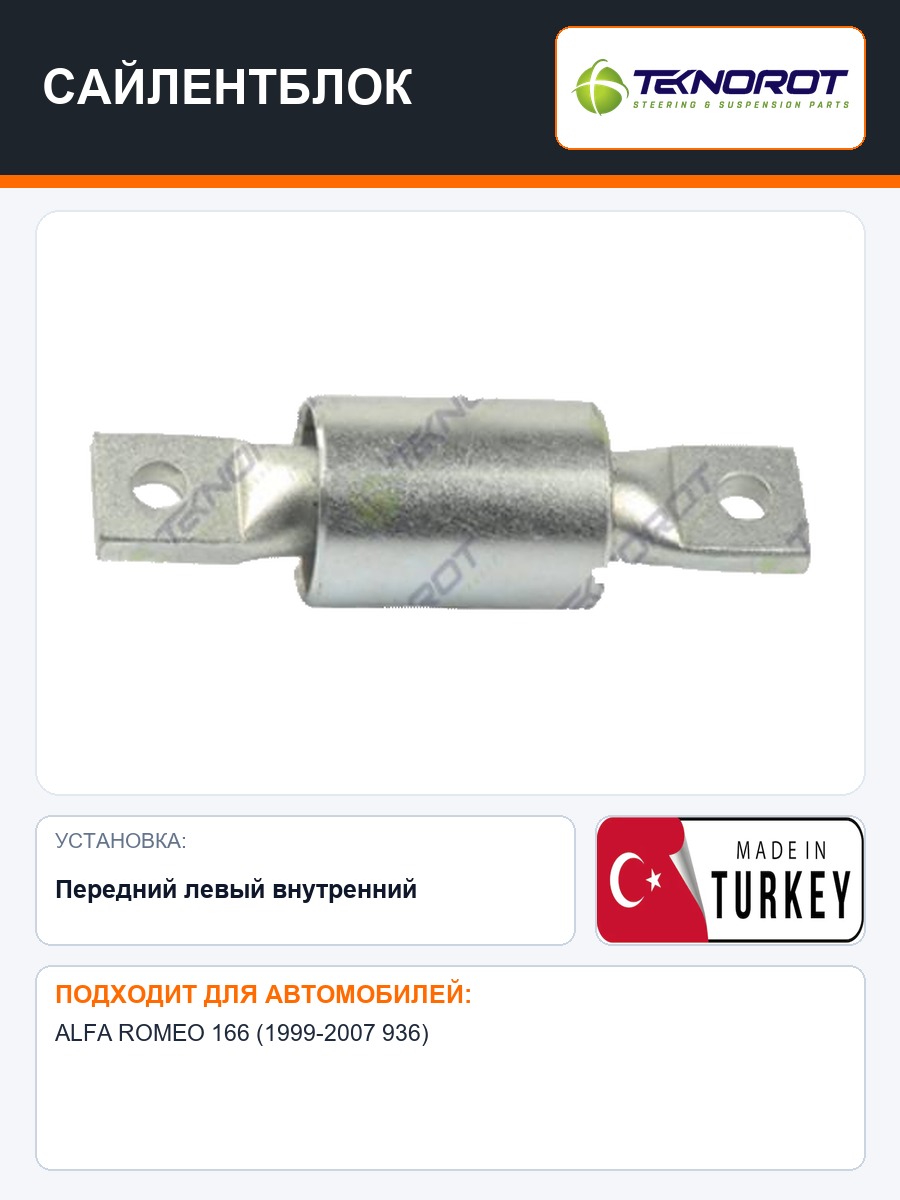 САЙЛЕНТБЛОК
TEKNOROT
STEERING & SUSPENSION PARTS
УСТАНОВКА:
Передний левый внутренний
MADE IN
TURKEY
ПОДХОДИТ ДЛЯ АВТОМОБИЛЕЙ:
ALFA ROMEO 166 (1999-2007 936)